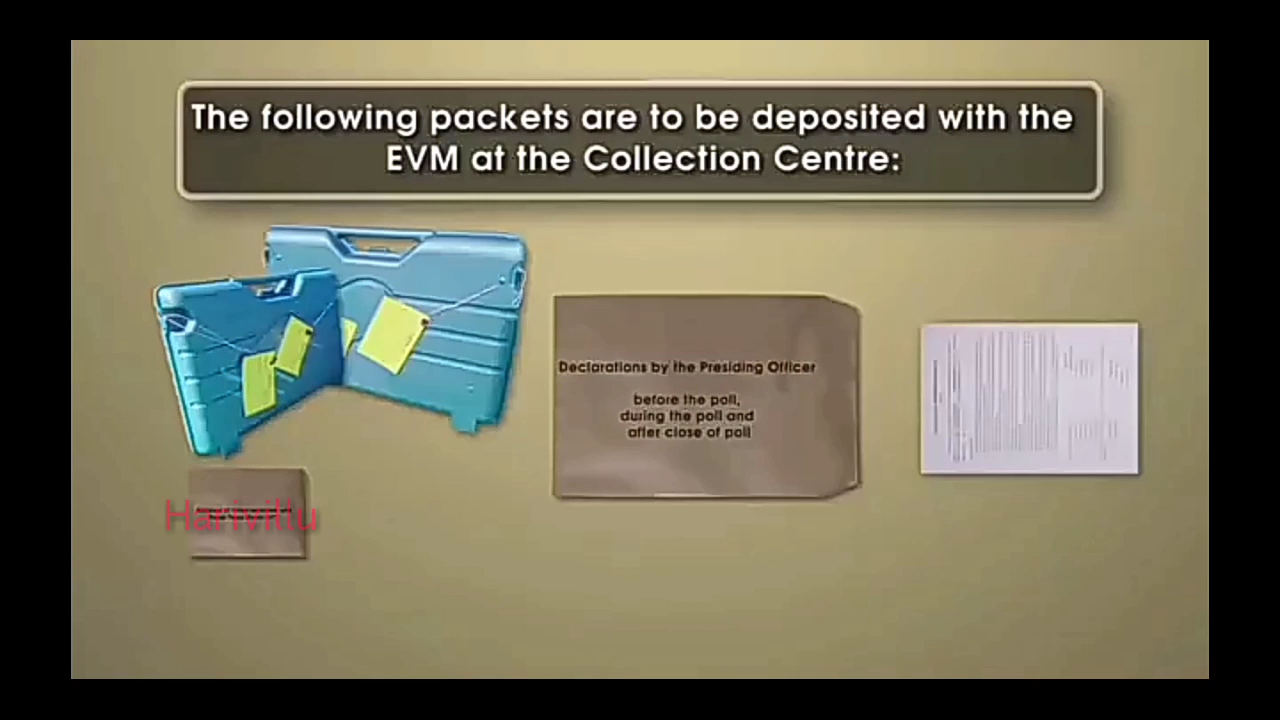 The following packets are to be deposited with the
EVM at the Collection Centre:
Declarations by the Presiding Officer
before the poll,
during the poll and
after close of poll
Harivillu